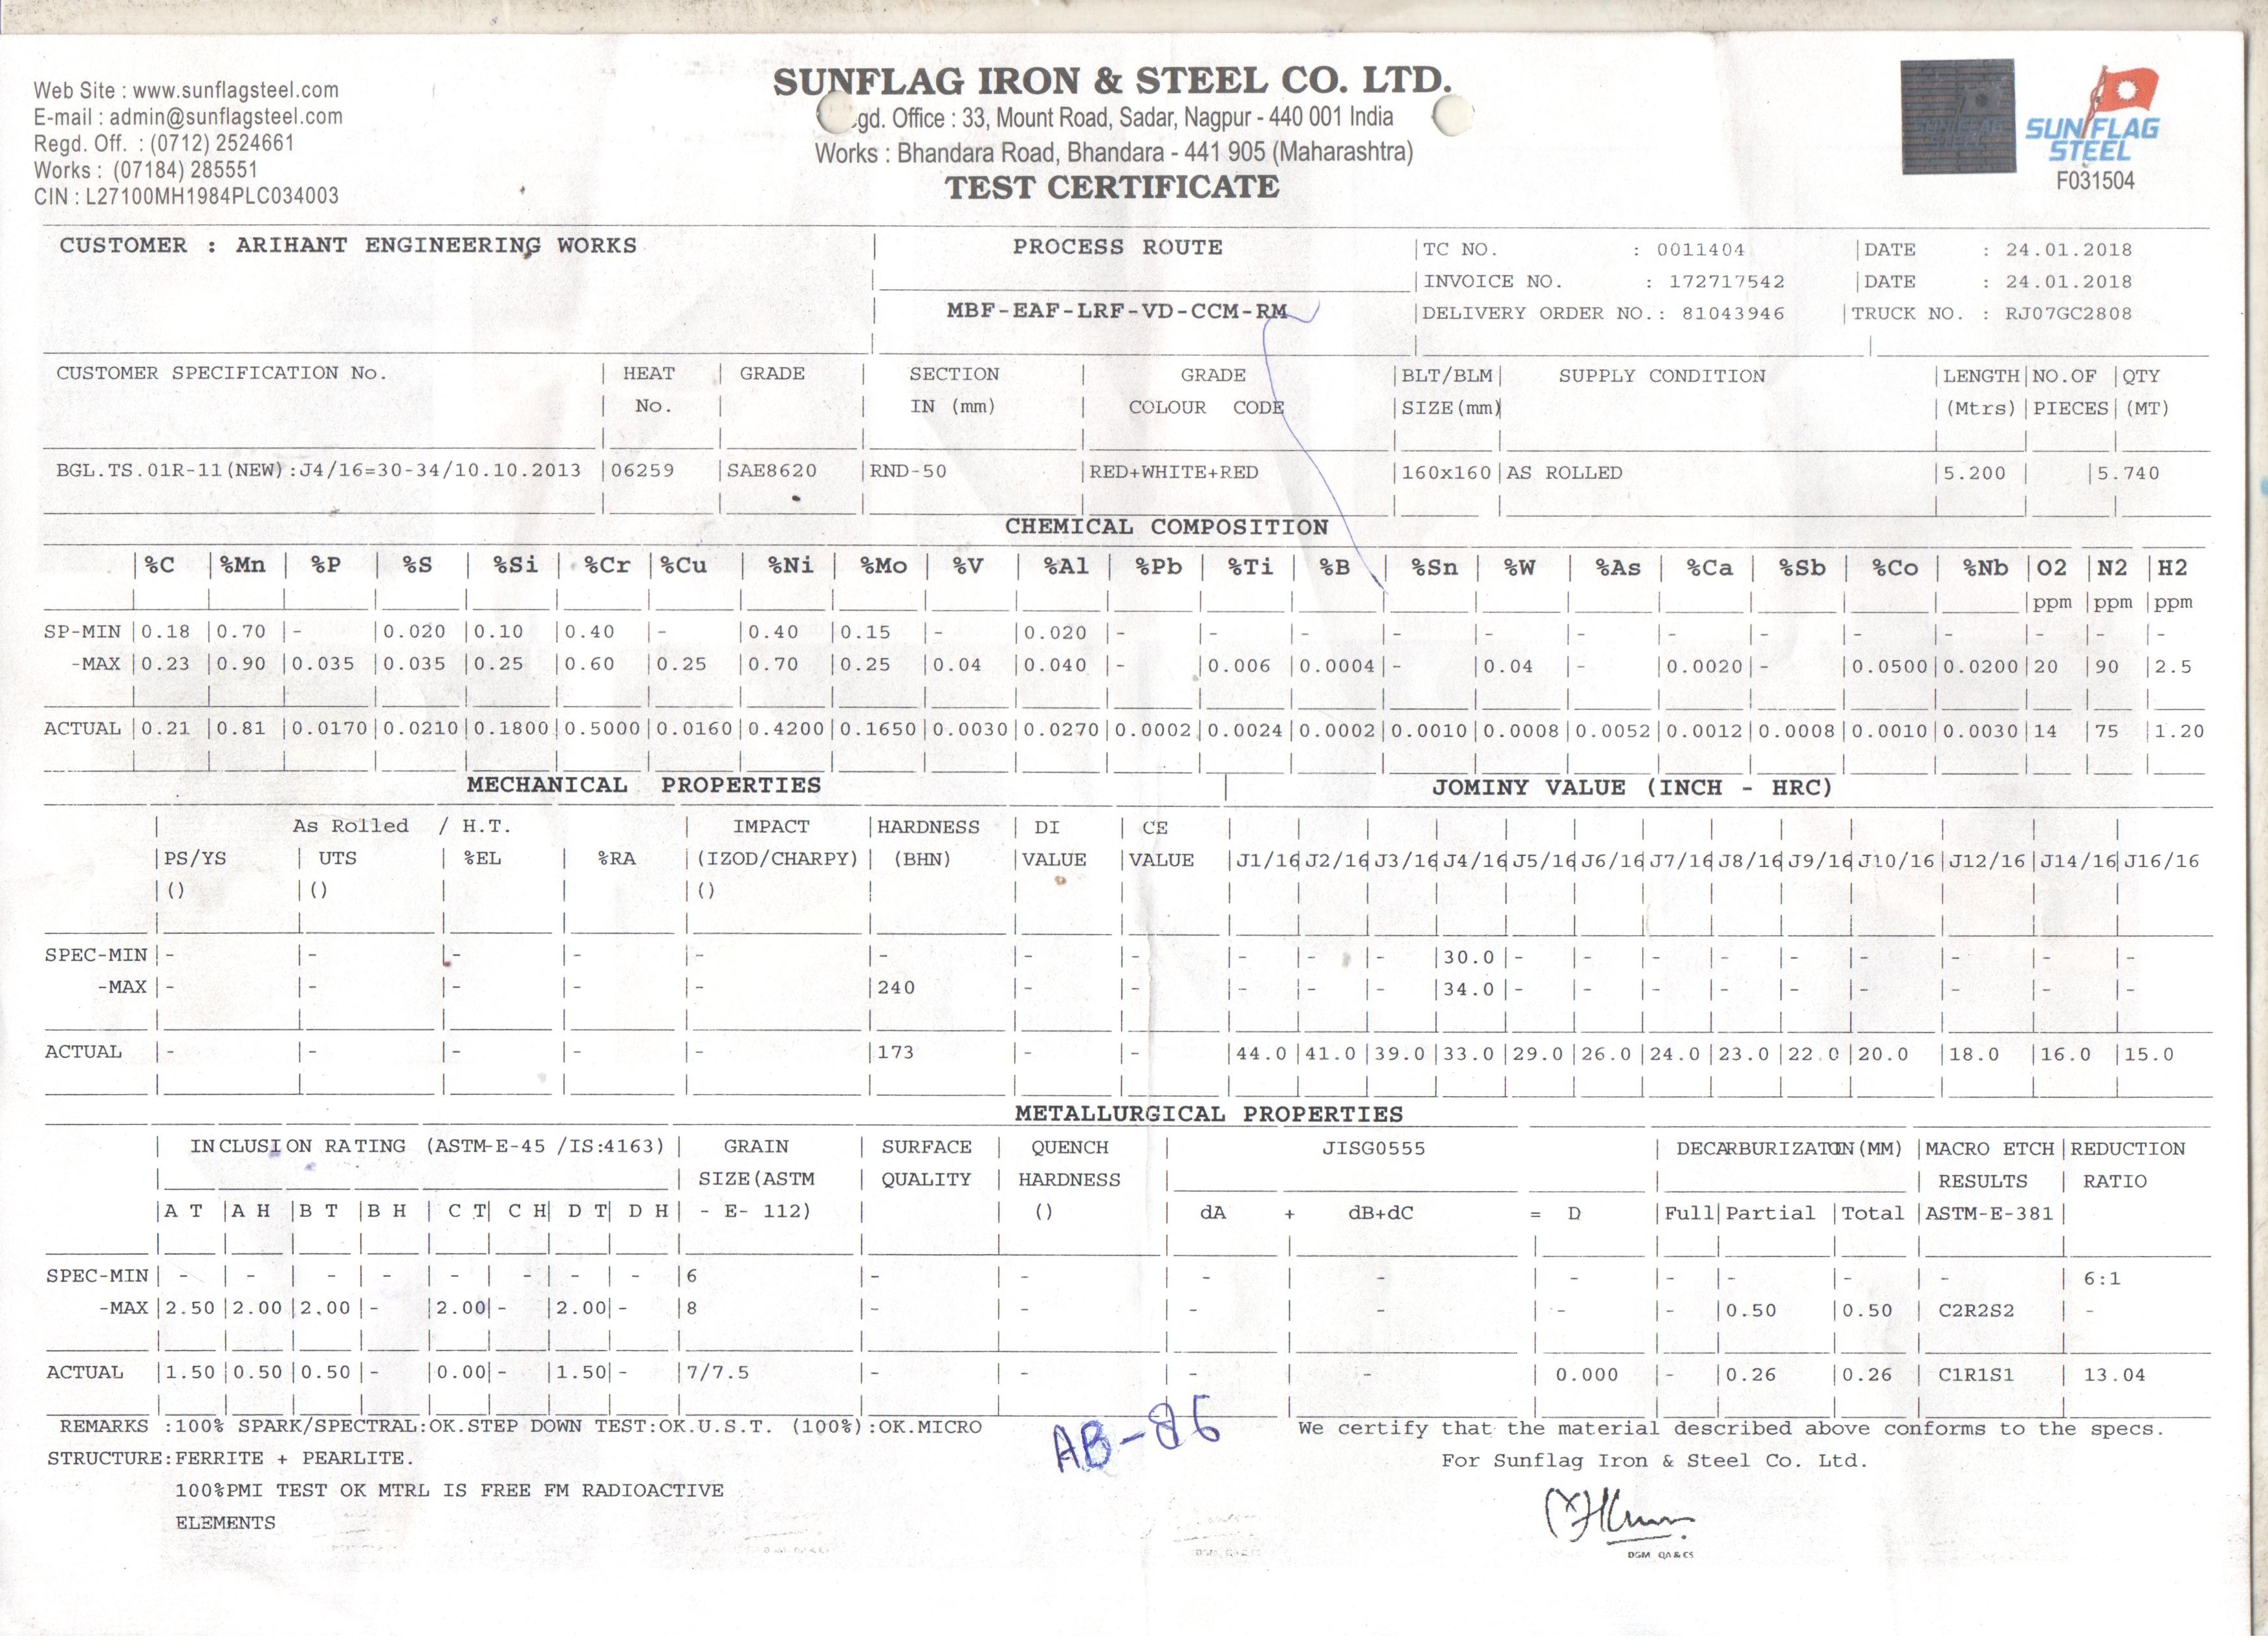 Web Site : www.sunflagsteel.com
E-mail : admin@sunflagsteel.com
Regd. Off. : (0712) 2524661
Works : (07184) 285551
CIN : L27100MH1984PLC034003
SUNFLAG IRON & STEEL CO. LTD.
gd. Office : 33, Mount Road, Sadar, Nagpur - 440 001 India
Works : Bhandara Road, Bhandara - 441 905 (Maharashtra)
TEST CERTIFICATE
SUN FLAG
STEEL
F031504
CUSTOMER : ARIHANT ENGINEERING WORKS | PROCESS ROUTE |TC NO. : 0011404 |DATE : 24.01.2018
|INVOICE NO. : 172717542 |DATE : 24.01.2018
| MBF-EAF-LRF-VD-CCM-RM |DELIVERY ORDER NO.: 81043946 |TRUCK NO. : RJ07GC2808
CUSTOMER SPECIFICATION No. | HEAT | GRADE | SECTION | GRADE |BLT/BLM| SUPPLY CONDITION |LENGTH|NO.OF |QTY
| No. | | IN (mm) | COLOUR CODE |SIZE(mm)| |(Mtrs)|PIECES|(MT)
BGL.TS.01R-11(NEW):J4/16=30-34/10.10.2013 |06259 |SAE8620 |RND-50 |RED+WHITE+RED |160x160|AS ROLLED |5.200 | |5.740
CHEMICAL COMPOSITION
|%C |%Mn | %P | %S | %Si | %Cr |%Cu | %Ni | %Mo | %V | %Al | %Pb | %Ti | %B | %Sn | %W | %As | %Ca | %Sb | %Co | %Nb |O2 |N2 |H2
|ppm |ppm |ppm
SP-MIN |0.18 |0.70 |- |0.020 |0.10 |0.40 |- |0.40 |0.15 |- |0.020 |- |- |- |- |- |- |- |- |- |- |- |- |-
-MAX |0.23 |0.90 |0.035 |0.035 |0.25 |0.60 |0.25 |0.70 |0.25 |0.04 |0.040 |- |0.006 |0.0004|- |0.04 |- |0.0020|- |0.0500|0.0200|20 |90 |2.5
ACTUAL |0.21 |0.81 |0.0170|0.0210|0.1800|0.5000|0.0160|0.4200|0.1650|0.0030|0.0270|0.0002|0.0024|0.0002|0.0010|0.0008|0.0052|0.0012|0.0008|0.0010|0.0030|14 |75 |1.20
MECHANICAL PROPERTIES | JOMINY VALUE (INCH - HRC)
| As Rolled / H.T. | IMPACT |HARDNESS | DI | CE
|PS/YS | UTS | %EL | %RA |(IZOD/CHARPY)| (BHN) |VALUE |VALUE |J1/16|J2/16|J3/16|J4/16|J5/16|J6/16|J7/16|J8/16|J9/16|J10/16|J12/16|J14/16|J16/16
|() |() | | |()
SPEC-MIN |- |- |- |- |- |- |- |- |- |- |- |30.0 |- |- |- |- |- |- |- |- |-
-MAX |- |- |- |- |- |240 |- |- |- |- |- |34.0 |- |- |- |- |- |- |- |- |-
ACTUAL |- |- |- |- |- |173 |- |- |44.0 |41.0 |39.0 |33.0 |29.0 |26.0 |24.0 |23.0 |22.0 |20.0 |18.0 |16.0 |15.0
METALLURGICAL PROPERTIES
| INCLUSION RATING (ASTM-E-45 /IS:4163) | GRAIN | SURFACE | QUENCH | JISG0555 | DECARBURIZATON(MM) |MACRO ETCH|REDUCTION
| SIZE(ASTM | QUALITY | HARDNESS | RESULTS | RATIO
|A T |A H |B T |B H | C T| C H| D T| D H| - E- 112) | | () | dA + dB+dC = D |Full|Partial |Total |ASTM-E-381|
SPEC-MIN| - | - | - | - | - | - | - | - |6 |- | - | - | - | - |- |- |- | - | 6:1
-MAX |2.50 |2.00 |2.00 |- |2.00|- |2.00|- |8 |- | - | - | - | - |- |0.50 |0.50 | C2R2S2 | -
ACTUAL |1.50 |0.50 |0.50 |- |0.00|- |1.50|- |7/7.5 |- | - | - | - | 0.000 |- |0.26 |0.26 | C1R1S1 | 13.04
REMARKS :100% SPARK/SPECTRAL:OK.STEP DOWN TEST:OK.U.S.T. (100%):OK.MICRO
STRUCTURE:FERRITE + PEARLITE.
100%PMI TEST OK MTRL IS FREE FM RADIOACTIVE
ELEMENTS
AB-86
We certify that the material described above conforms to the specs.
For Sunflag Iron & Steel Co. Ltd.
DGM QA & CS